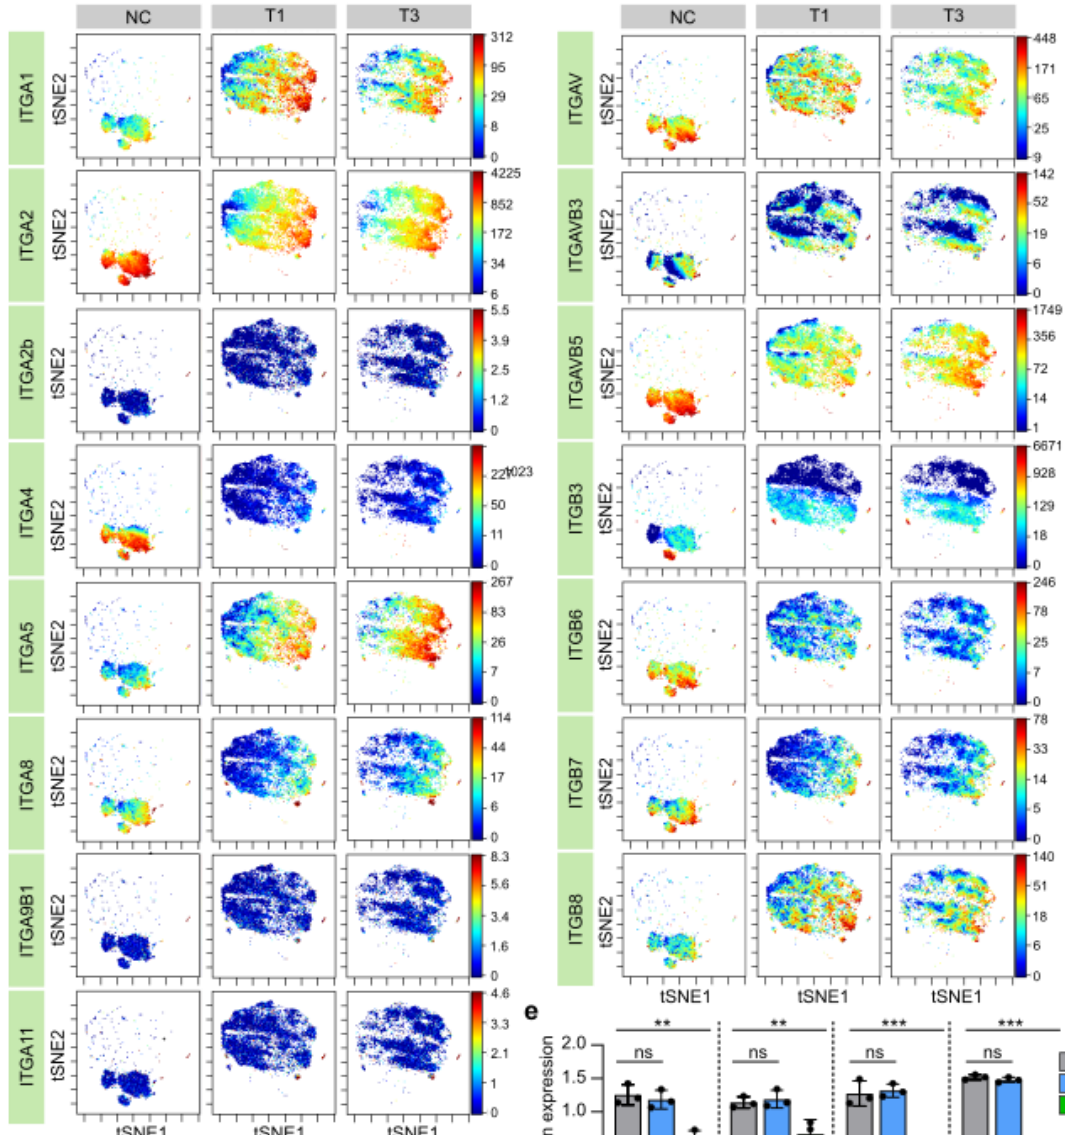 NC T1 T3
ITGA1 tSNE2 312 95 29 8 0
ITGA2 tSNE2 4225 852 172 34 6
ITGA2b tSNE2 5.5 3.9 2.5 1.2 0
ITGA4 tSNE2 227 1023 50 11 0
ITGA5 tSNE2 267 83 26 7 0
ITGA8 tSNE2 114 44 17 6 0
ITGA9B1 tSNE2 8.3 5.6 3.4 1.6 0
ITGA11 tSNE2 4.6 3.3 2.1 1.1 0
tSNE1 tSNE1 tSNE1
NC T1 T3
ITGAV tSNE2 448 171 65 25 9
ITGAVB3 tSNE2 142 52 19 6 0
ITGAVB5 tSNE2 1749 356 72 14 1
ITGB3 tSNE2 6671 928 129 18 0
ITGB6 tSNE2 246 78 25 7 0
ITGB7 tSNE2 78 33 14 5 0
ITGB8 tSNE2 140 51 18 6 0
tSNE1 tSNE1 tSNE1
e
** ** *** ***
ns ns ns ns
2.0
1.5
1.0
expression